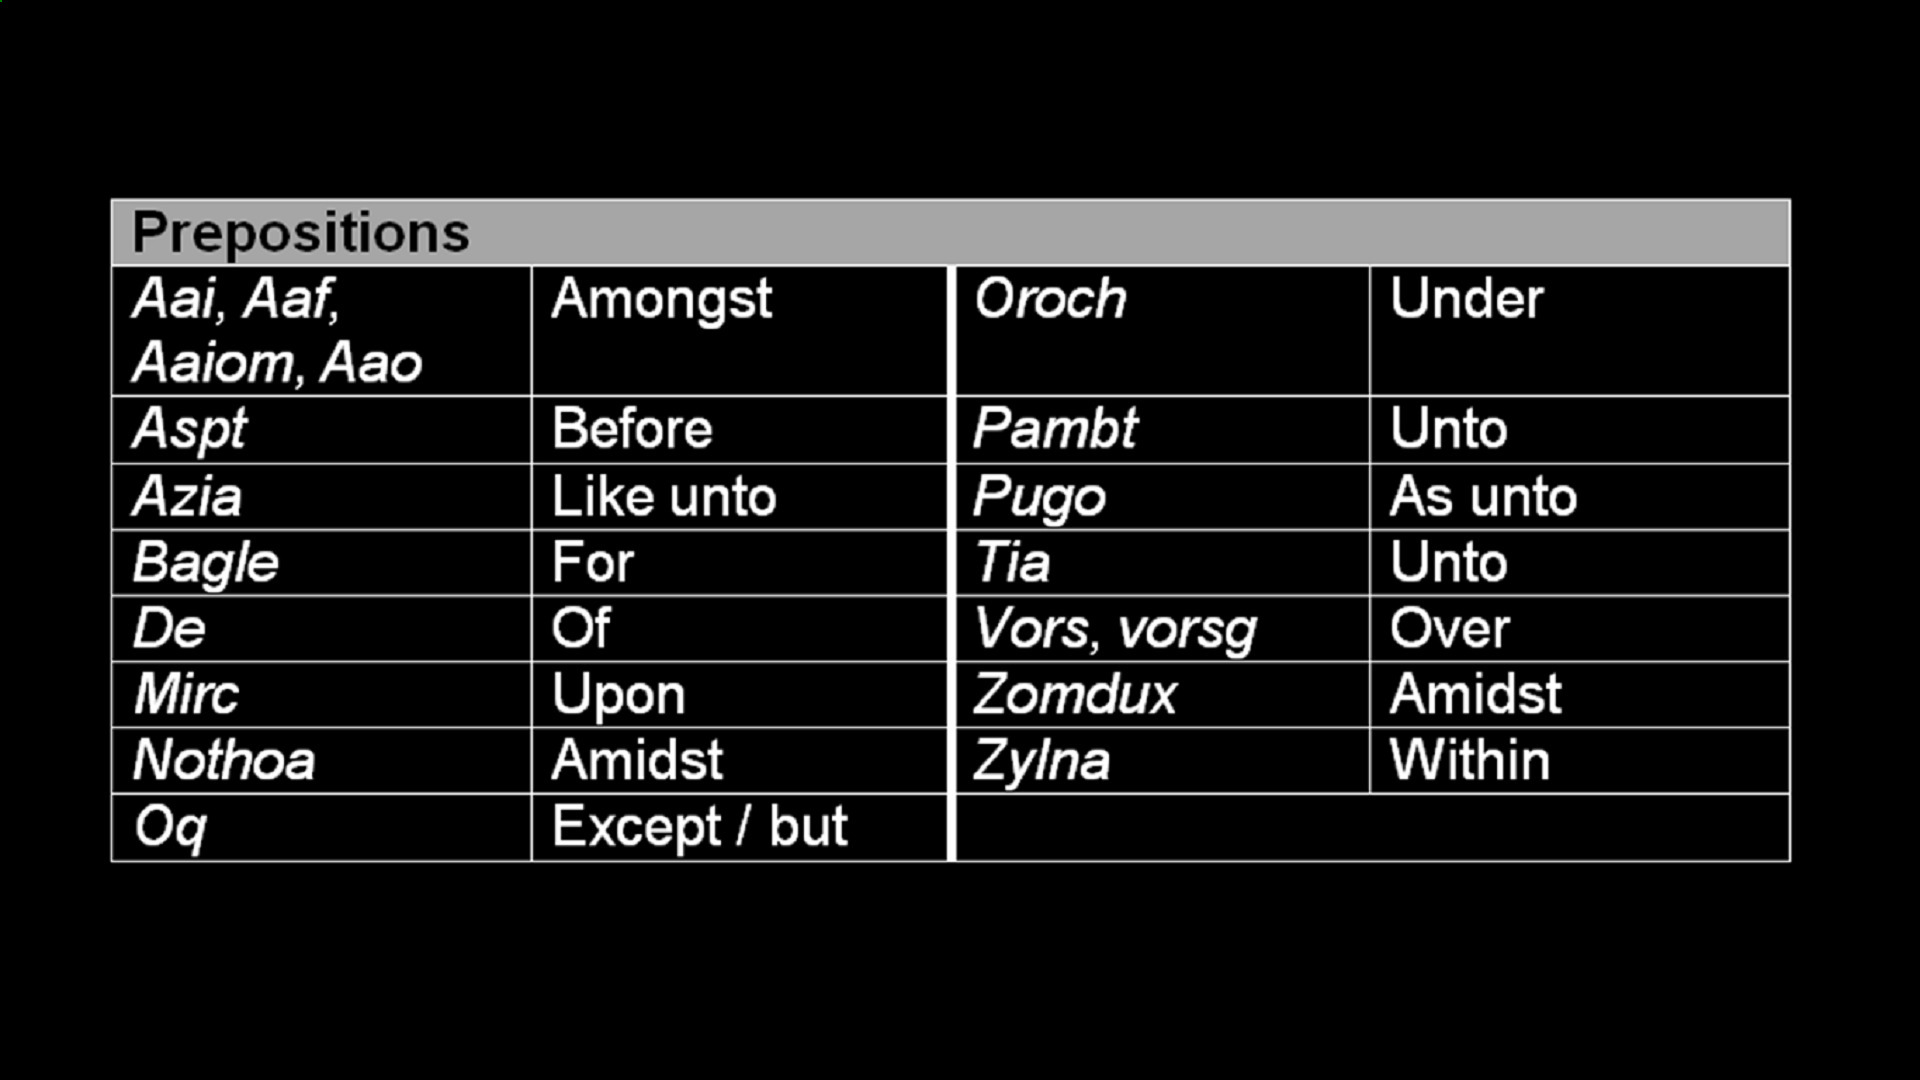 Prepositions
Aai, Aaf, Amongst Oroch Under
Aaiom, Aao
Aspt Before Pambt Unto
Azia Like unto Pugo As unto
Bagle For Tia Unto
De Of Vors, vorsg Over
Mirc Upon Zomdux Amidst
Nothoa Amidst Zylna Within
Oq Except / but